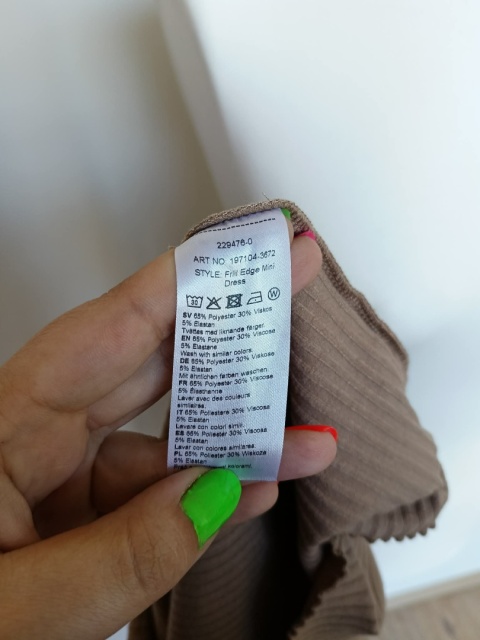 229476-0
ART NO: 197104-3672
STYLE: Frill Edge Mini
Dress
30
W
SV 65% Polyester 30% Viskos
5% Elastan
Tvättas med liknande färger.
EN 65% Polyester 30% Viscose
5% Elastane
Wash with similar colors.
DE 65% Polyester 30% Viskose
5% Elastan
Mit ähnlichen farben waschen.
FR 65% Polyester 30% Viscose
5% Élasthanne
Laver avec des couleurs
similaires.
IT 65% Poliestere 30% Viscosa
5% Elastan
Lavare con colori simili.
ES 65% Poliéster 30% Viscosa
5% Elastan
Lavar con colores similares.
PL 65% Poliester 30% Wiskoza
5% Elastan